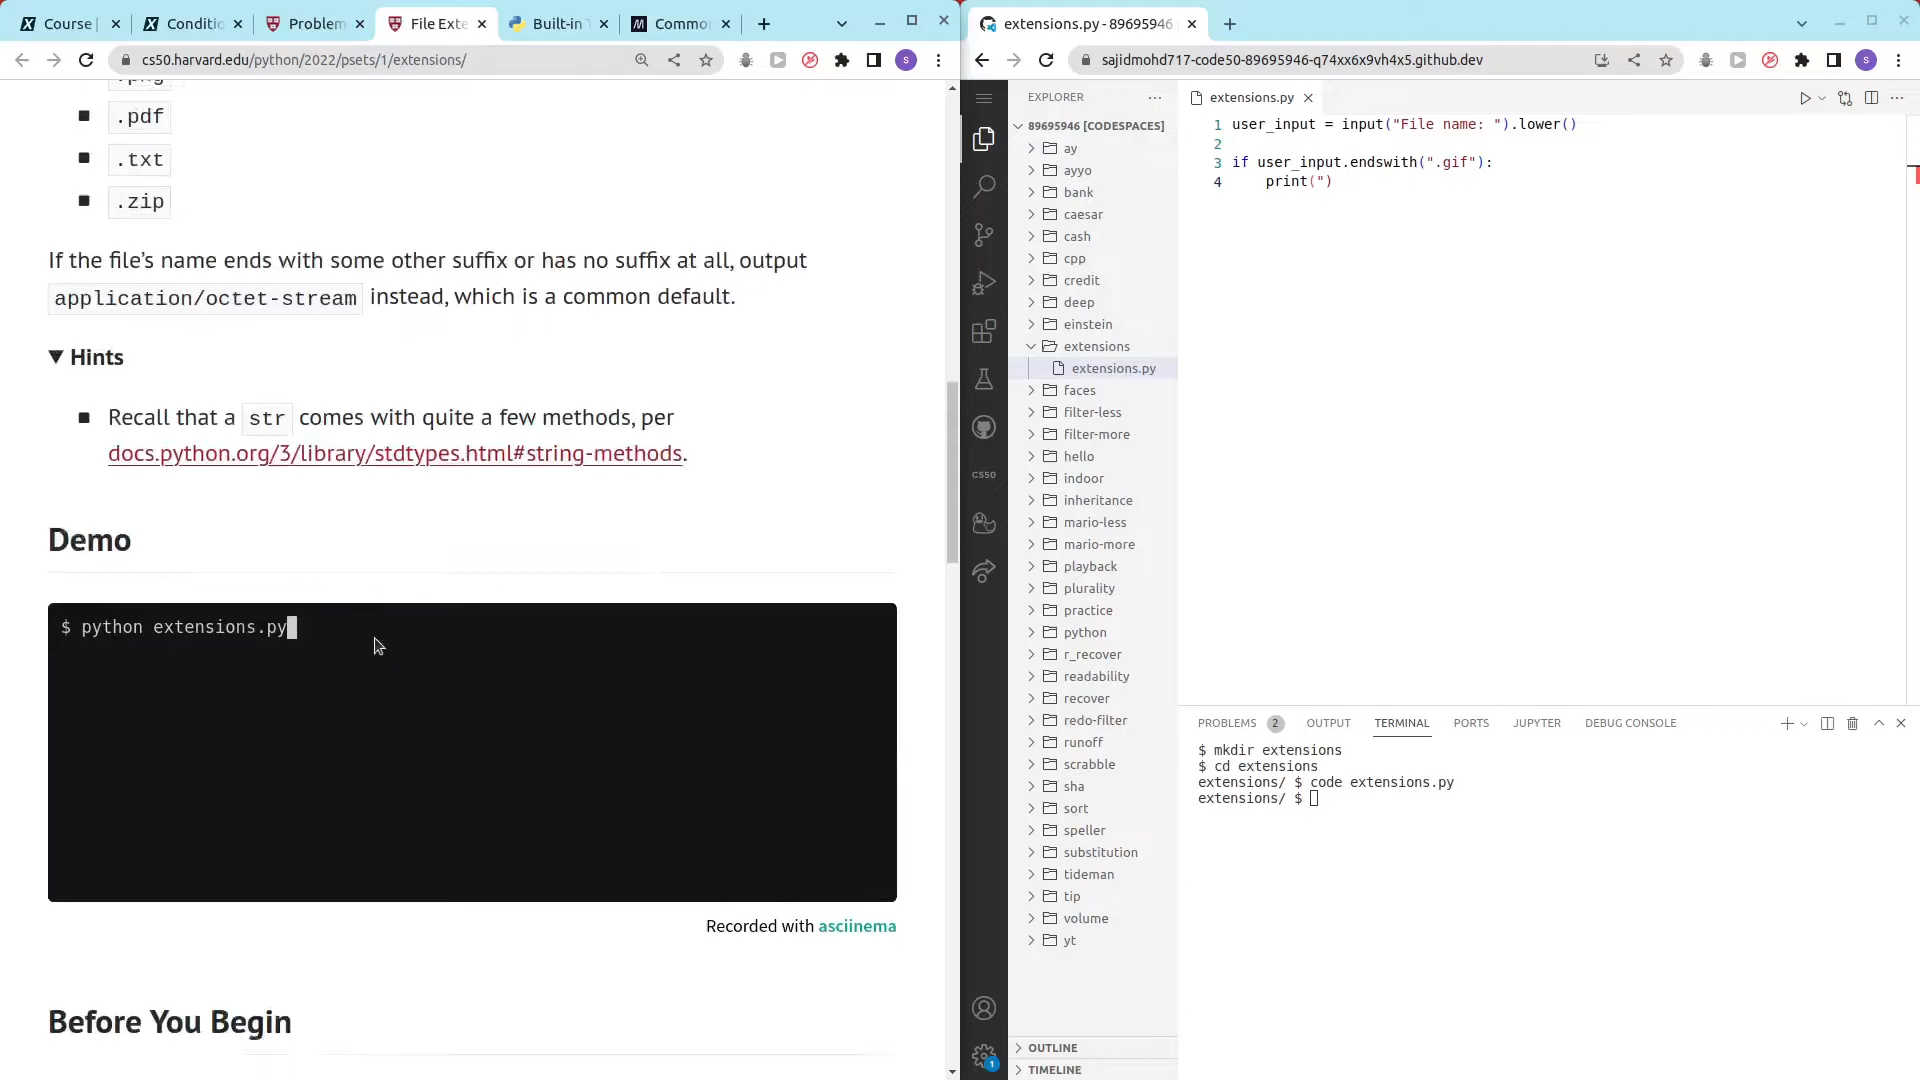 Course
Conditio
Problem
File Exte
Built-in T
Commo
cs50.harvard.edu/python/2022/psets/1/extensions/
S
.png
.pdf
.txt
.zip
If the file’s name ends with some other suffix or has no suffix at all, output
application/octet-stream instead, which is a common default.
Hints
Recall that a str comes with quite a few methods, per
docs.python.org/3/library/stdtypes.html#string-methods.
Demo
$ python extensions.py
Recorded with asciinema
Before You Begin
extensions.py - 89695946
sajidmohd717-code50-89695946-q74xx6x9vh4x5.github.dev
S
EXPLORER
89695946 [CODESPACES]
ay
ayyo
bank
caesar
cash
cpp
credit
deep
einstein
extensions
extensions.py
faces
filter-less
filter-more
hello
indoor
inheritance
mario-less
mario-more
playback
plurality
practice
python
r_recover
readability
recover
redo-filter
runoff
scrabble
sha
sort
speller
substitution
tideman
tip
volume
yt
OUTLINE
TIMELINE
CS50
1
extensions.py
1 user_input = input("File name: ").lower()
2
3 if user_input.endswith(".gif"):
4 print(")
PROBLEMS 2 OUTPUT TERMINAL PORTS JUPYTER DEBUG CONSOLE
$ mkdir extensions
$ cd extensions
extensions/ $ code extensions.py
extensions/ $